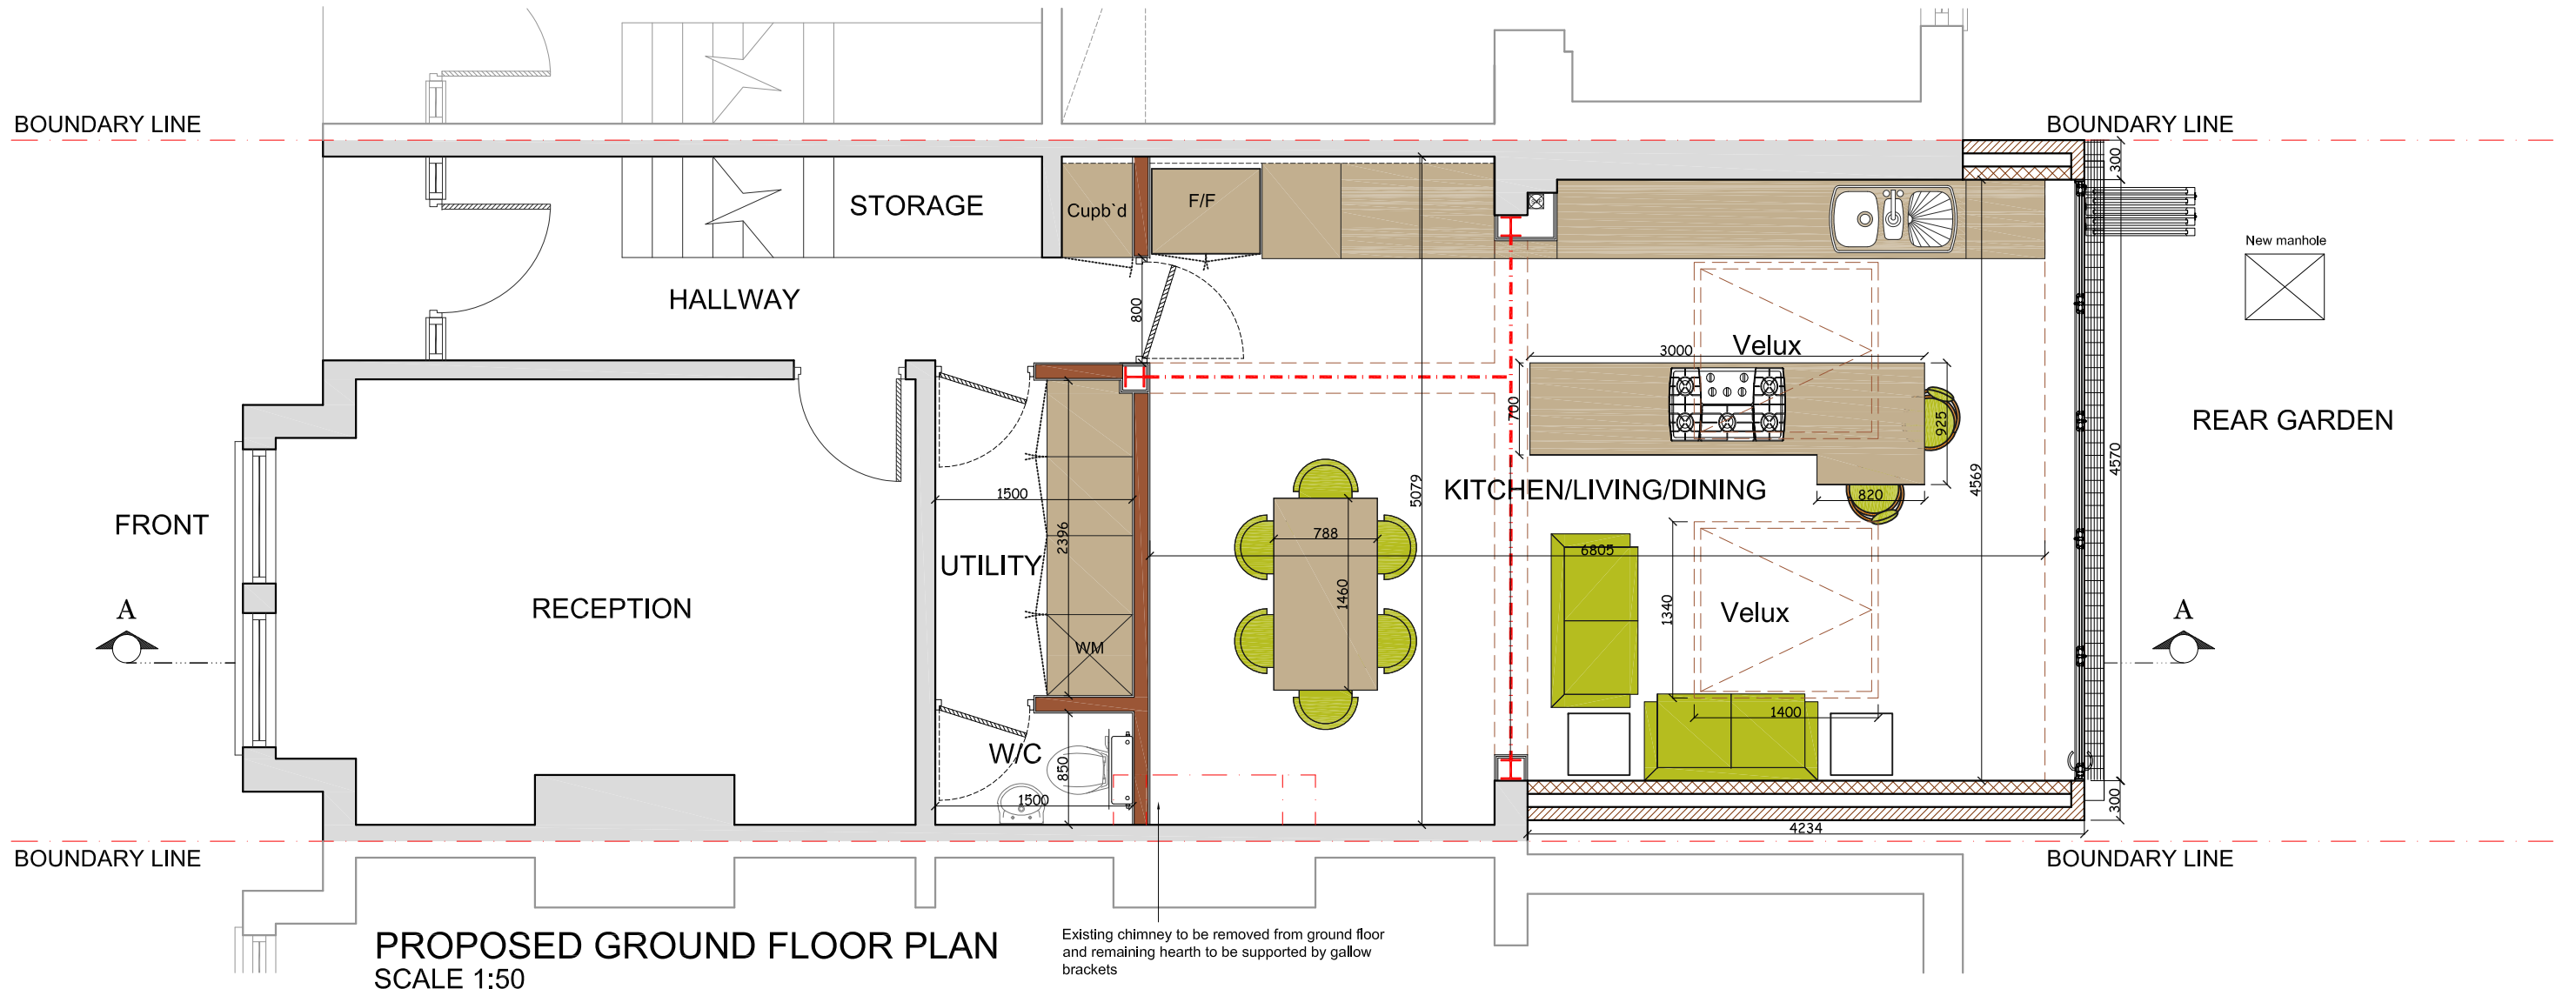 BOUNDARY LINE
BOUNDARY LINE
300
STORAGE
Cupb`d
F/F
New manhole
HALLWAY
800
3000
Velux
700
925
REAR GARDEN
4570
4569
5079
KITCHEN/LIVING/DINING
820
1500
FRONT
788
2396
6805
UTILITY
1460
1340
Velux
A
RECEPTION
A
WM
1400
W/C
850
1500
300
4234
BOUNDARY LINE
BOUNDARY LINE
PROPOSED GROUND FLOOR PLAN
SCALE 1:50
Existing chimney to be removed from ground floor
and remaining hearth to be supported by gallow
brackets